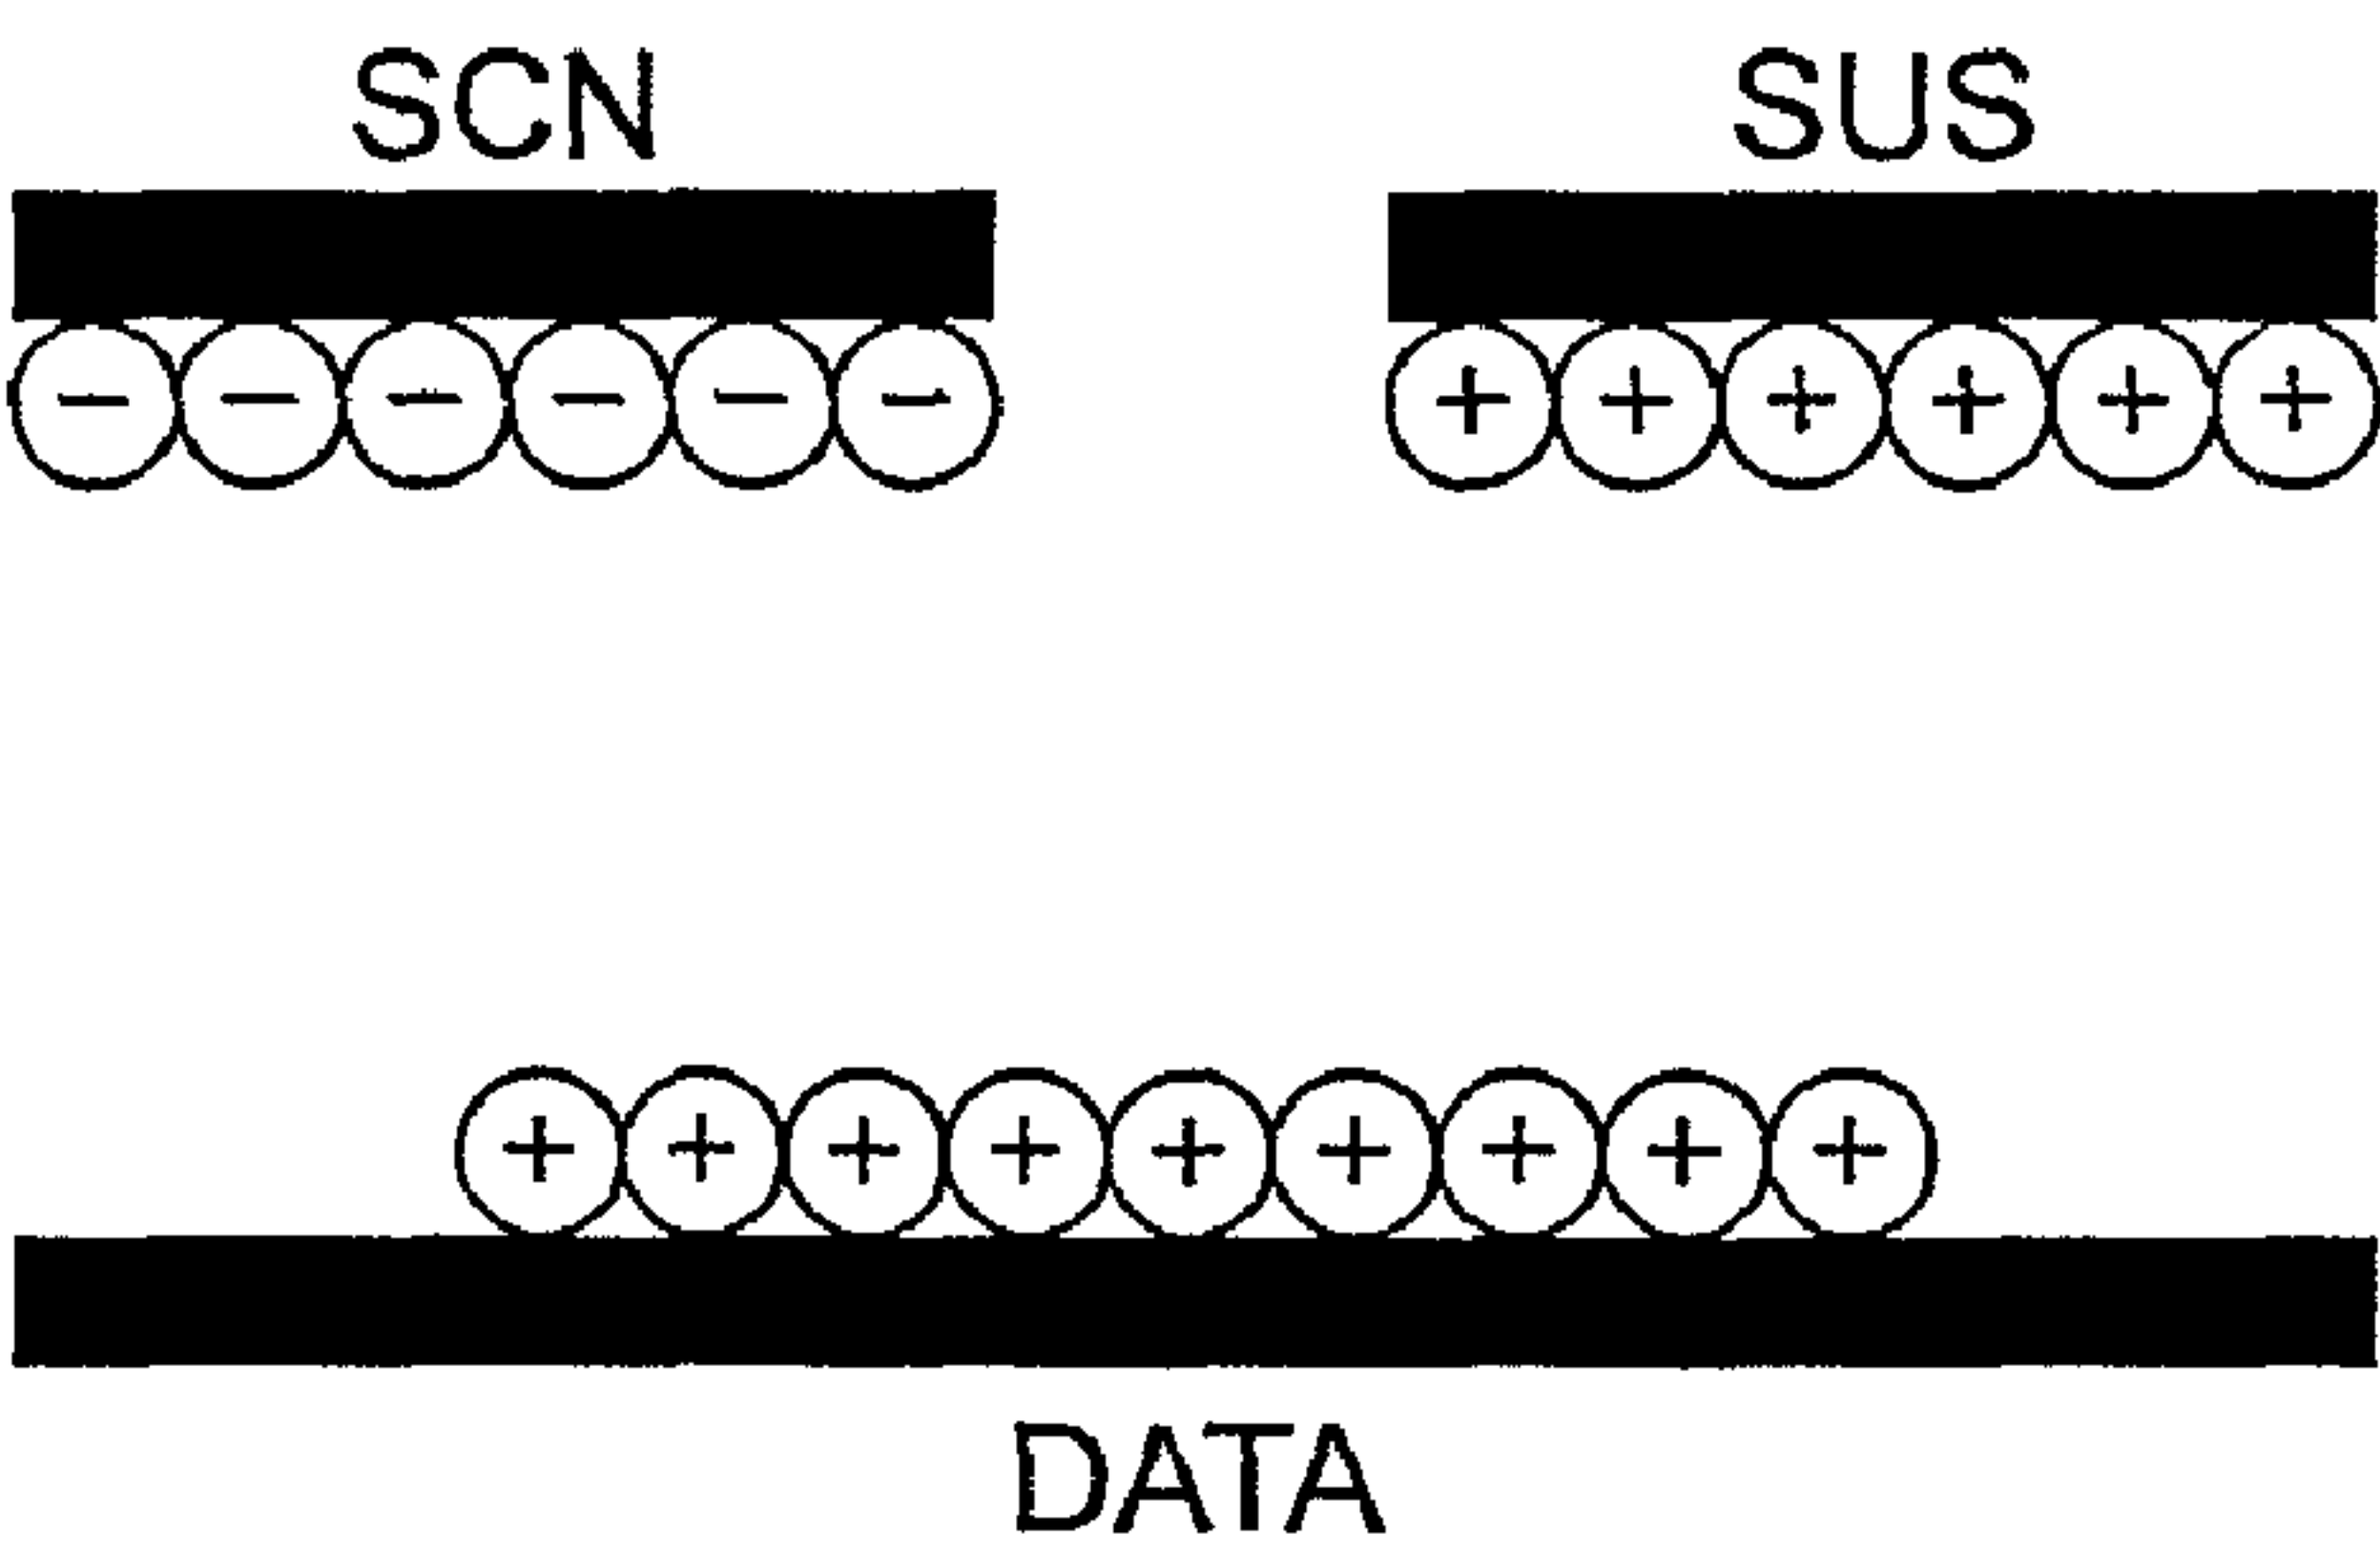 SCN SUS
− − − − − − + + + + + +
+ + + + + + + + +
DATA